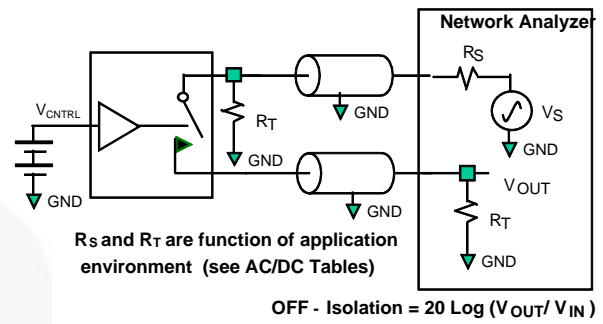 Network Analyzer
RS
VCNTRL
RT
GND
VS
GND
GND
GND
VOUT
GND
GND
RT
RS and RT are function of application
environment (see AC/DC Tables)
GND
OFF - Isolation = 20 Log (VOUT/ VIN )